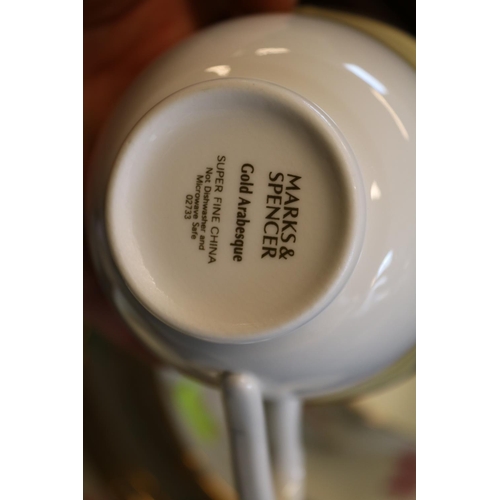 MARKS &
SPENCER
Gold Arabesque
SUPER FINE CHINA
Not Dishwasher and
Microwave Safe
02733